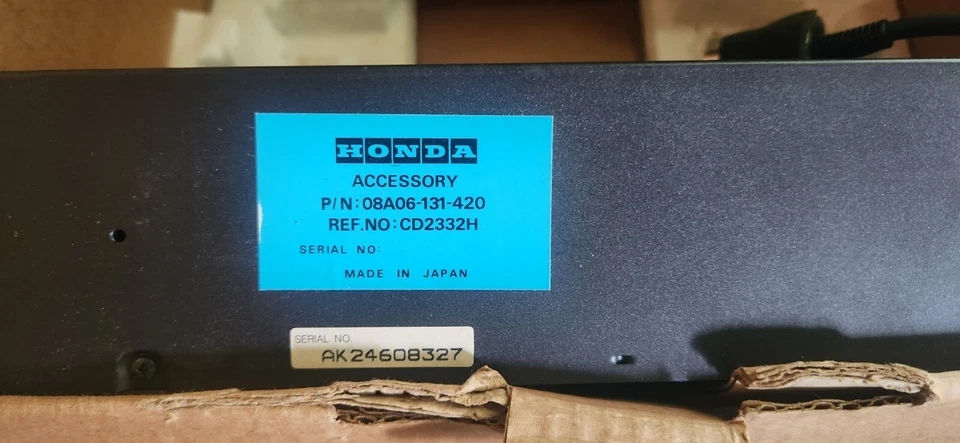 HONDA
ACCESSORY
P/N:08A06-131-420
REF.NO:CD2332H
SERIAL NO:
MADE IN JAPAN
SERIAL NO.
AK24608327